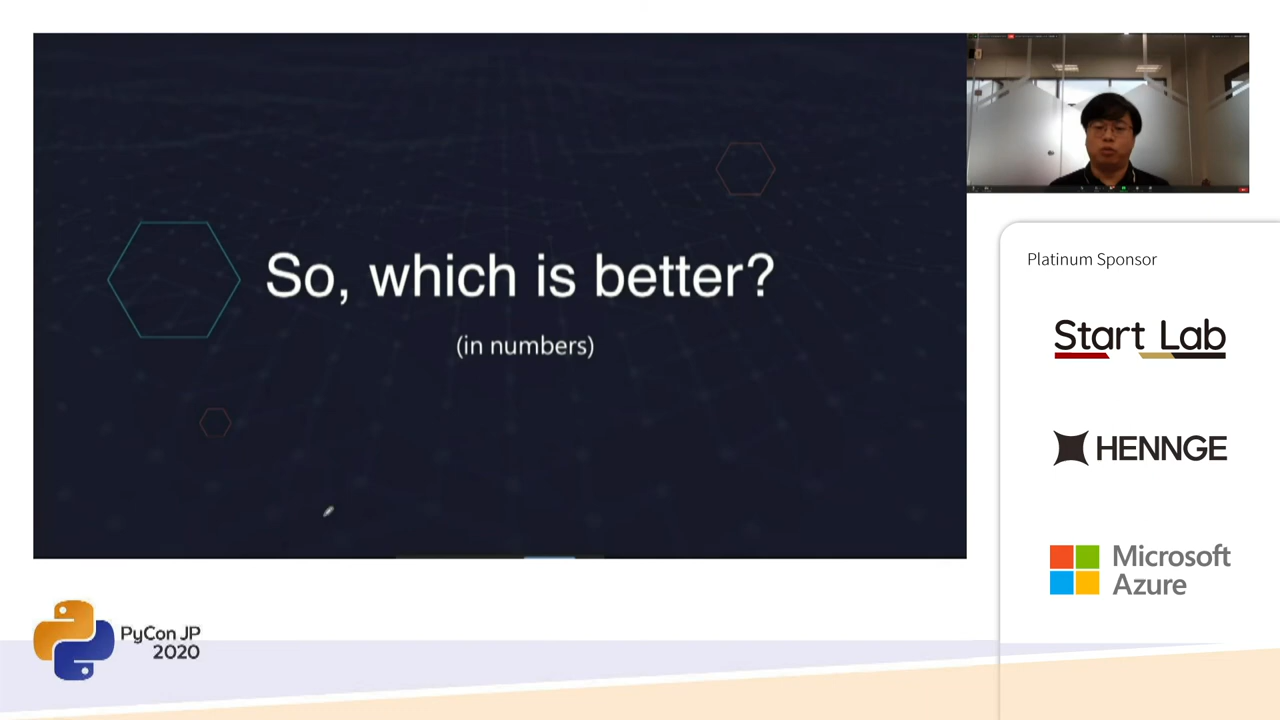 So, which is better?
(in numbers)
Platinum Sponsor
Start Lab
HENNGE
Microsoft
Azure
PyCon JP
2020